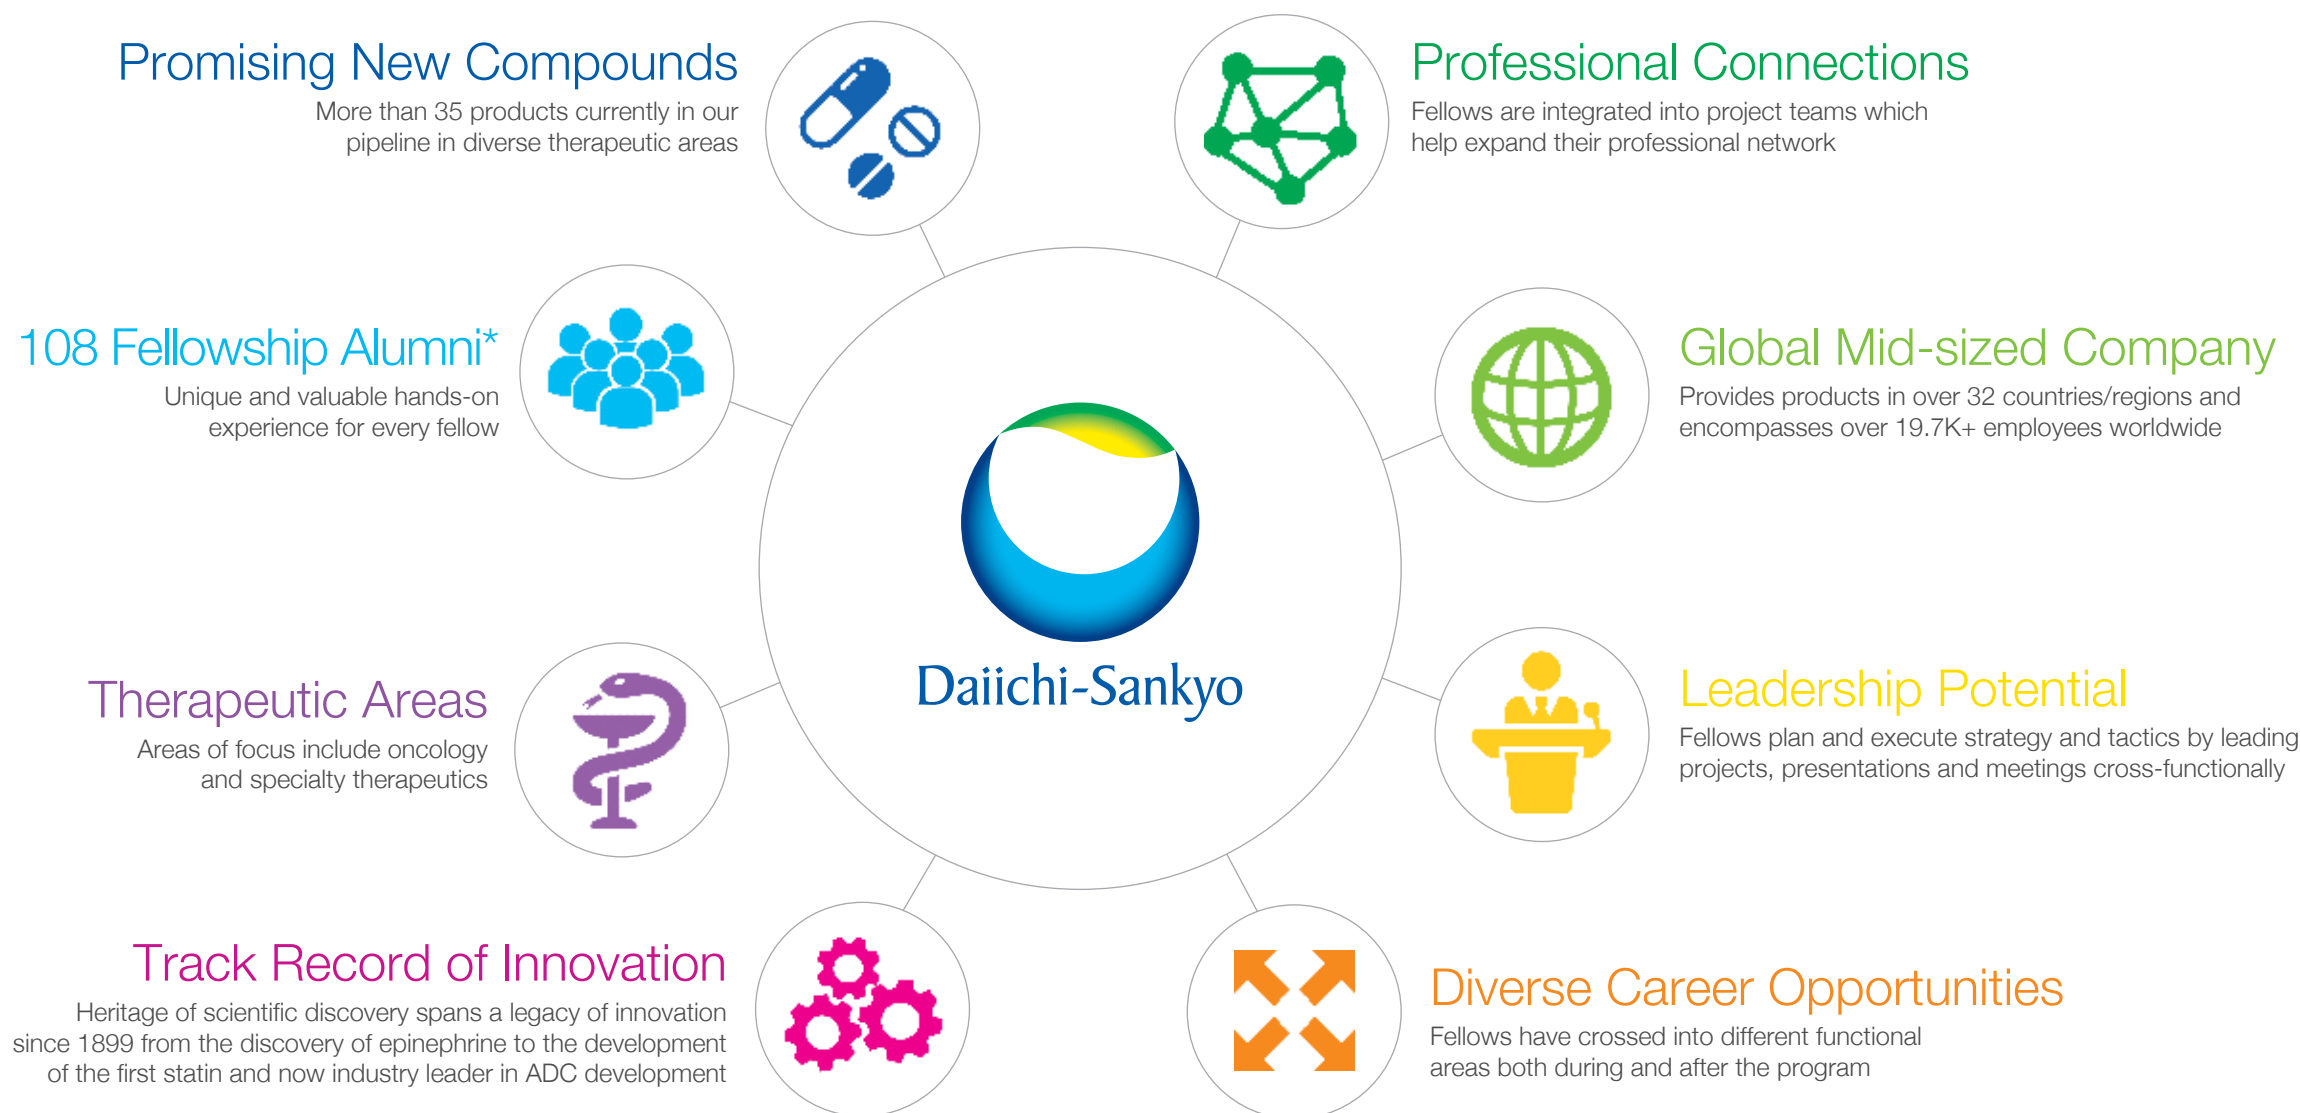 Promising New Compounds
More than 35 products currently in our
pipeline in diverse therapeutic areas
Professional Connections
Fellows are integrated into project teams which
help expand their professional network
108 Fellowship Alumni*
Unique and valuable hands-on
experience for every fellow
Global Mid-sized Company
Provides products in over 32 countries/regions and
encompasses over 19.7K+ employees worldwide
Daiichi-Sankyo
Therapeutic Areas
Areas of focus include oncology
and specialty therapeutics
Leadership Potential
Fellows plan and execute strategy and tactics by leading
projects, presentations and meetings cross-functionally
Track Record of Innovation
Heritage of scientific discovery spans a legacy of innovation
since 1899 from the discovery of epinephrine to the development
of the first statin and now industry leader in ADC development
Diverse Career Opportunities
Fellows have crossed into different functional
areas both during and after the program